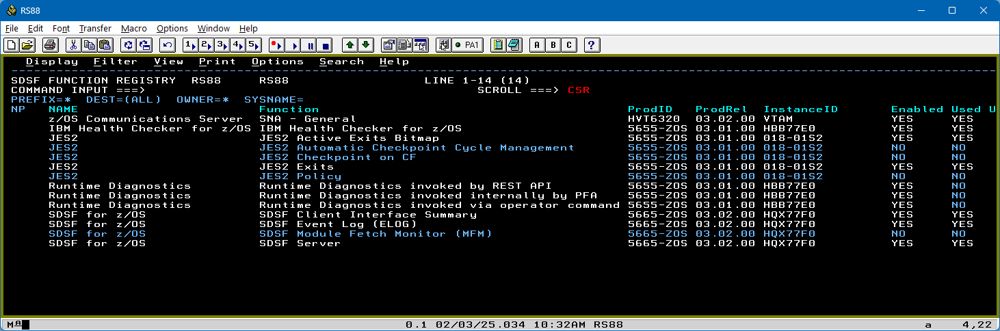 RS88
File Edit Font Transfer Macro Options Window Help
1 2 3 4 5 PA1 A B C ?
Display Filter View Print Options Search Help
SDSF FUNCTION REGISTRY RS88 RS88 LINE 1-14 (14)
COMMAND INPUT ===> SCROLL ===> CSR
PREFIX=* DEST=(ALL) OWNER=* SYSNAME=
NP NAME Function ProdID ProdRel InstanceID Enabled Used U
z/OS Communications Server SNA - General HVT6320 03.02.00 VTAM YES YES
IBM Health Checker for z/OS IBM Health Checker for z/OS 5655-ZOS 03.01.00 HBB77E0 YES YES
JES2 JES2 Active Exits Bitmap 5655-ZOS 03.01.00 018-01S2 YES YES
JES2 JES2 Automatic Checkpoint Cycle Management 5655-ZOS 03.01.00 018-01S2 NO NO
JES2 JES2 Checkpoint on CF 5655-ZOS 03.01.00 018-01S2 NO NO
JES2 JES2 Exits 5655-ZOS 03.01.00 018-01S2 YES YES
JES2 JES2 Policy 5655-ZOS 03.01.00 018-01S2 NO NO
Runtime Diagnostics Runtime Diagnostics invoked by REST API 5655-ZOS 03.01.00 HBB77E0 YES NO
Runtime Diagnostics Runtime Diagnostics invoked internally by PFA 5655-ZOS 03.01.00 HBB77E0 YES NO
Runtime Diagnostics Runtime Diagnostics invoked via operator command 5655-ZOS 03.01.00 HBB77E0 YES NO
SDSF for z/OS SDSF Client Interface Summary 5665-ZOS 03.02.00 HQX77F0 YES YES
SDSF for z/OS SDSF Event Log (ELOG) 5665-ZOS 03.02.00 HQX77F0 YES YES
SDSF for z/OS SDSF Module Fetch Monitor (MFM) 5665-ZOS 03.02.00 HQX77F0 NO NO
SDSF for z/OS SDSF Server 5665-ZOS 03.02.00 HQX77F0 YES YES
MA 0.1 02/03/25.034 10:32AM RS88 a 4,22